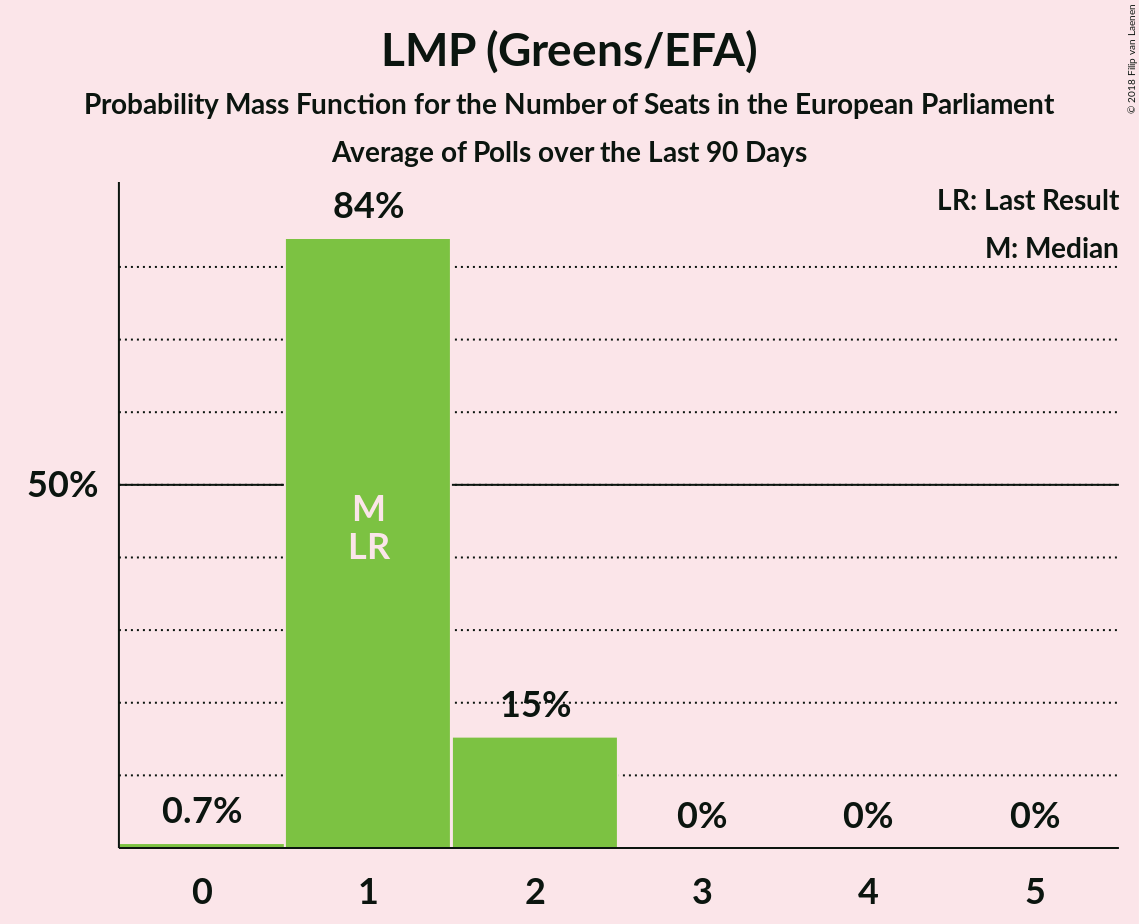 LMP (Greens/EFA)
Probability Mass Function for the Number of Seats in the European Parliament
Average of Polls over the Last 90 Days
© 2018 Filip van Laenen
LR: Last Result
M: Median
84%
50%
M
LR
15%
0.7%
0%
0%
0%
0
1
2
3
4
5